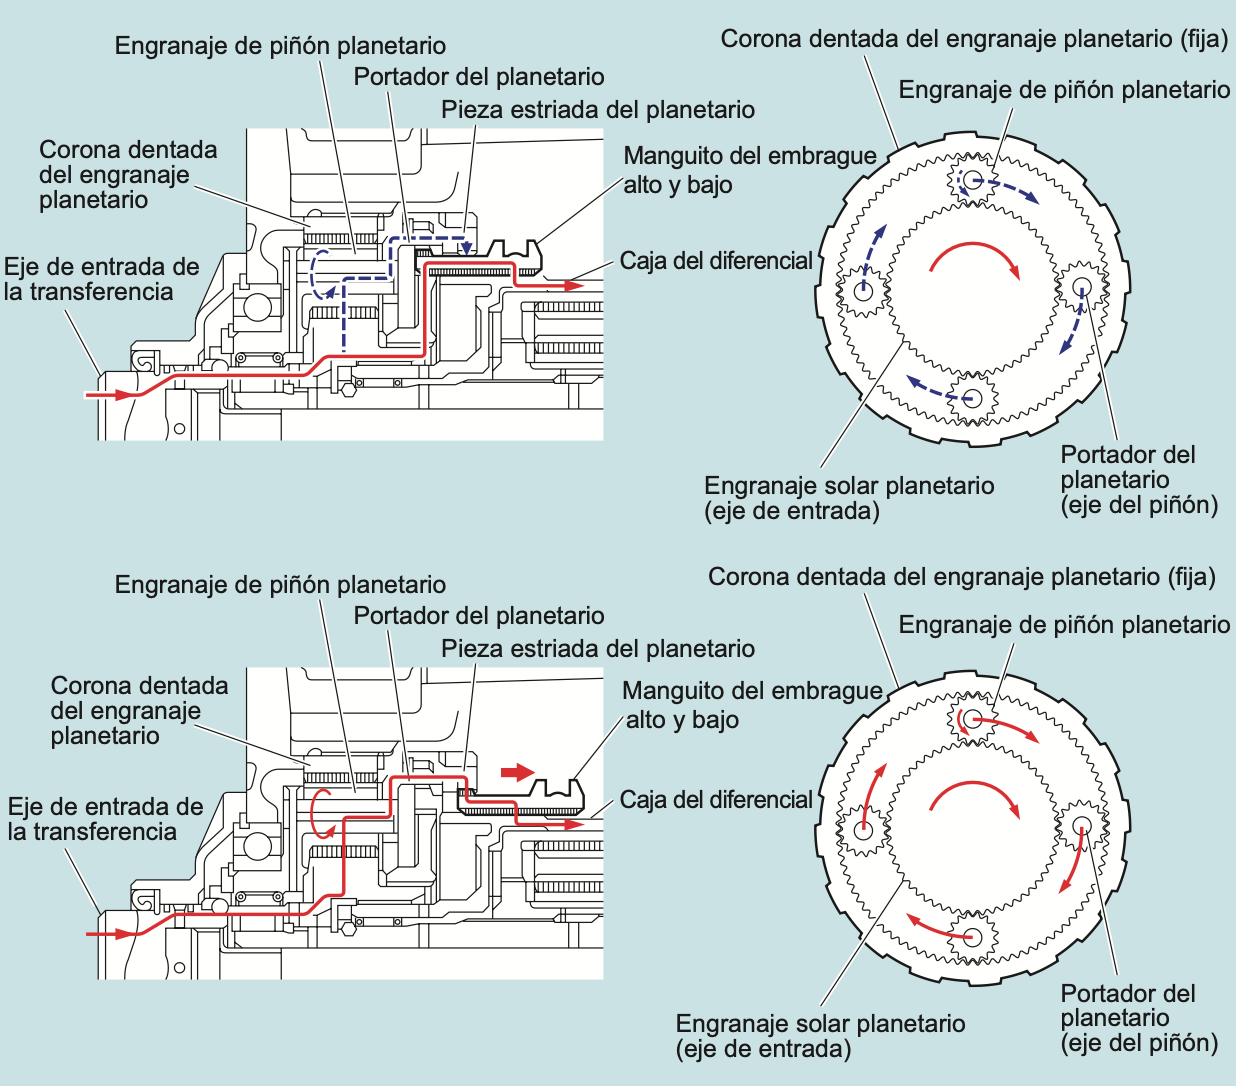 Engranaje de piñón planetario
Portador del planetario
Pieza estriada del planetario
Corona dentada
del engranaje
planetario
Manguito del embrague
alto y bajo
Eje de entrada de
la transferencia
Caja del diferencial
Corona dentada del engranaje planetario (fija)
Engranaje de piñón planetario
Engranaje solar planetario
(eje de entrada)
Portador del
planetario
(eje del piñón)
Engranaje de piñón planetario
Portador del planetario
Pieza estriada del planetario
Corona dentada
del engranaje
planetario
Manguito del embrague
alto y bajo
Eje de entrada de
la transferencia
Caja del diferencial
Corona dentada del engranaje planetario (fija)
Engranaje de piñón planetario
Engranaje solar planetario
(eje de entrada)
Portador del
planetario
(eje del piñón)